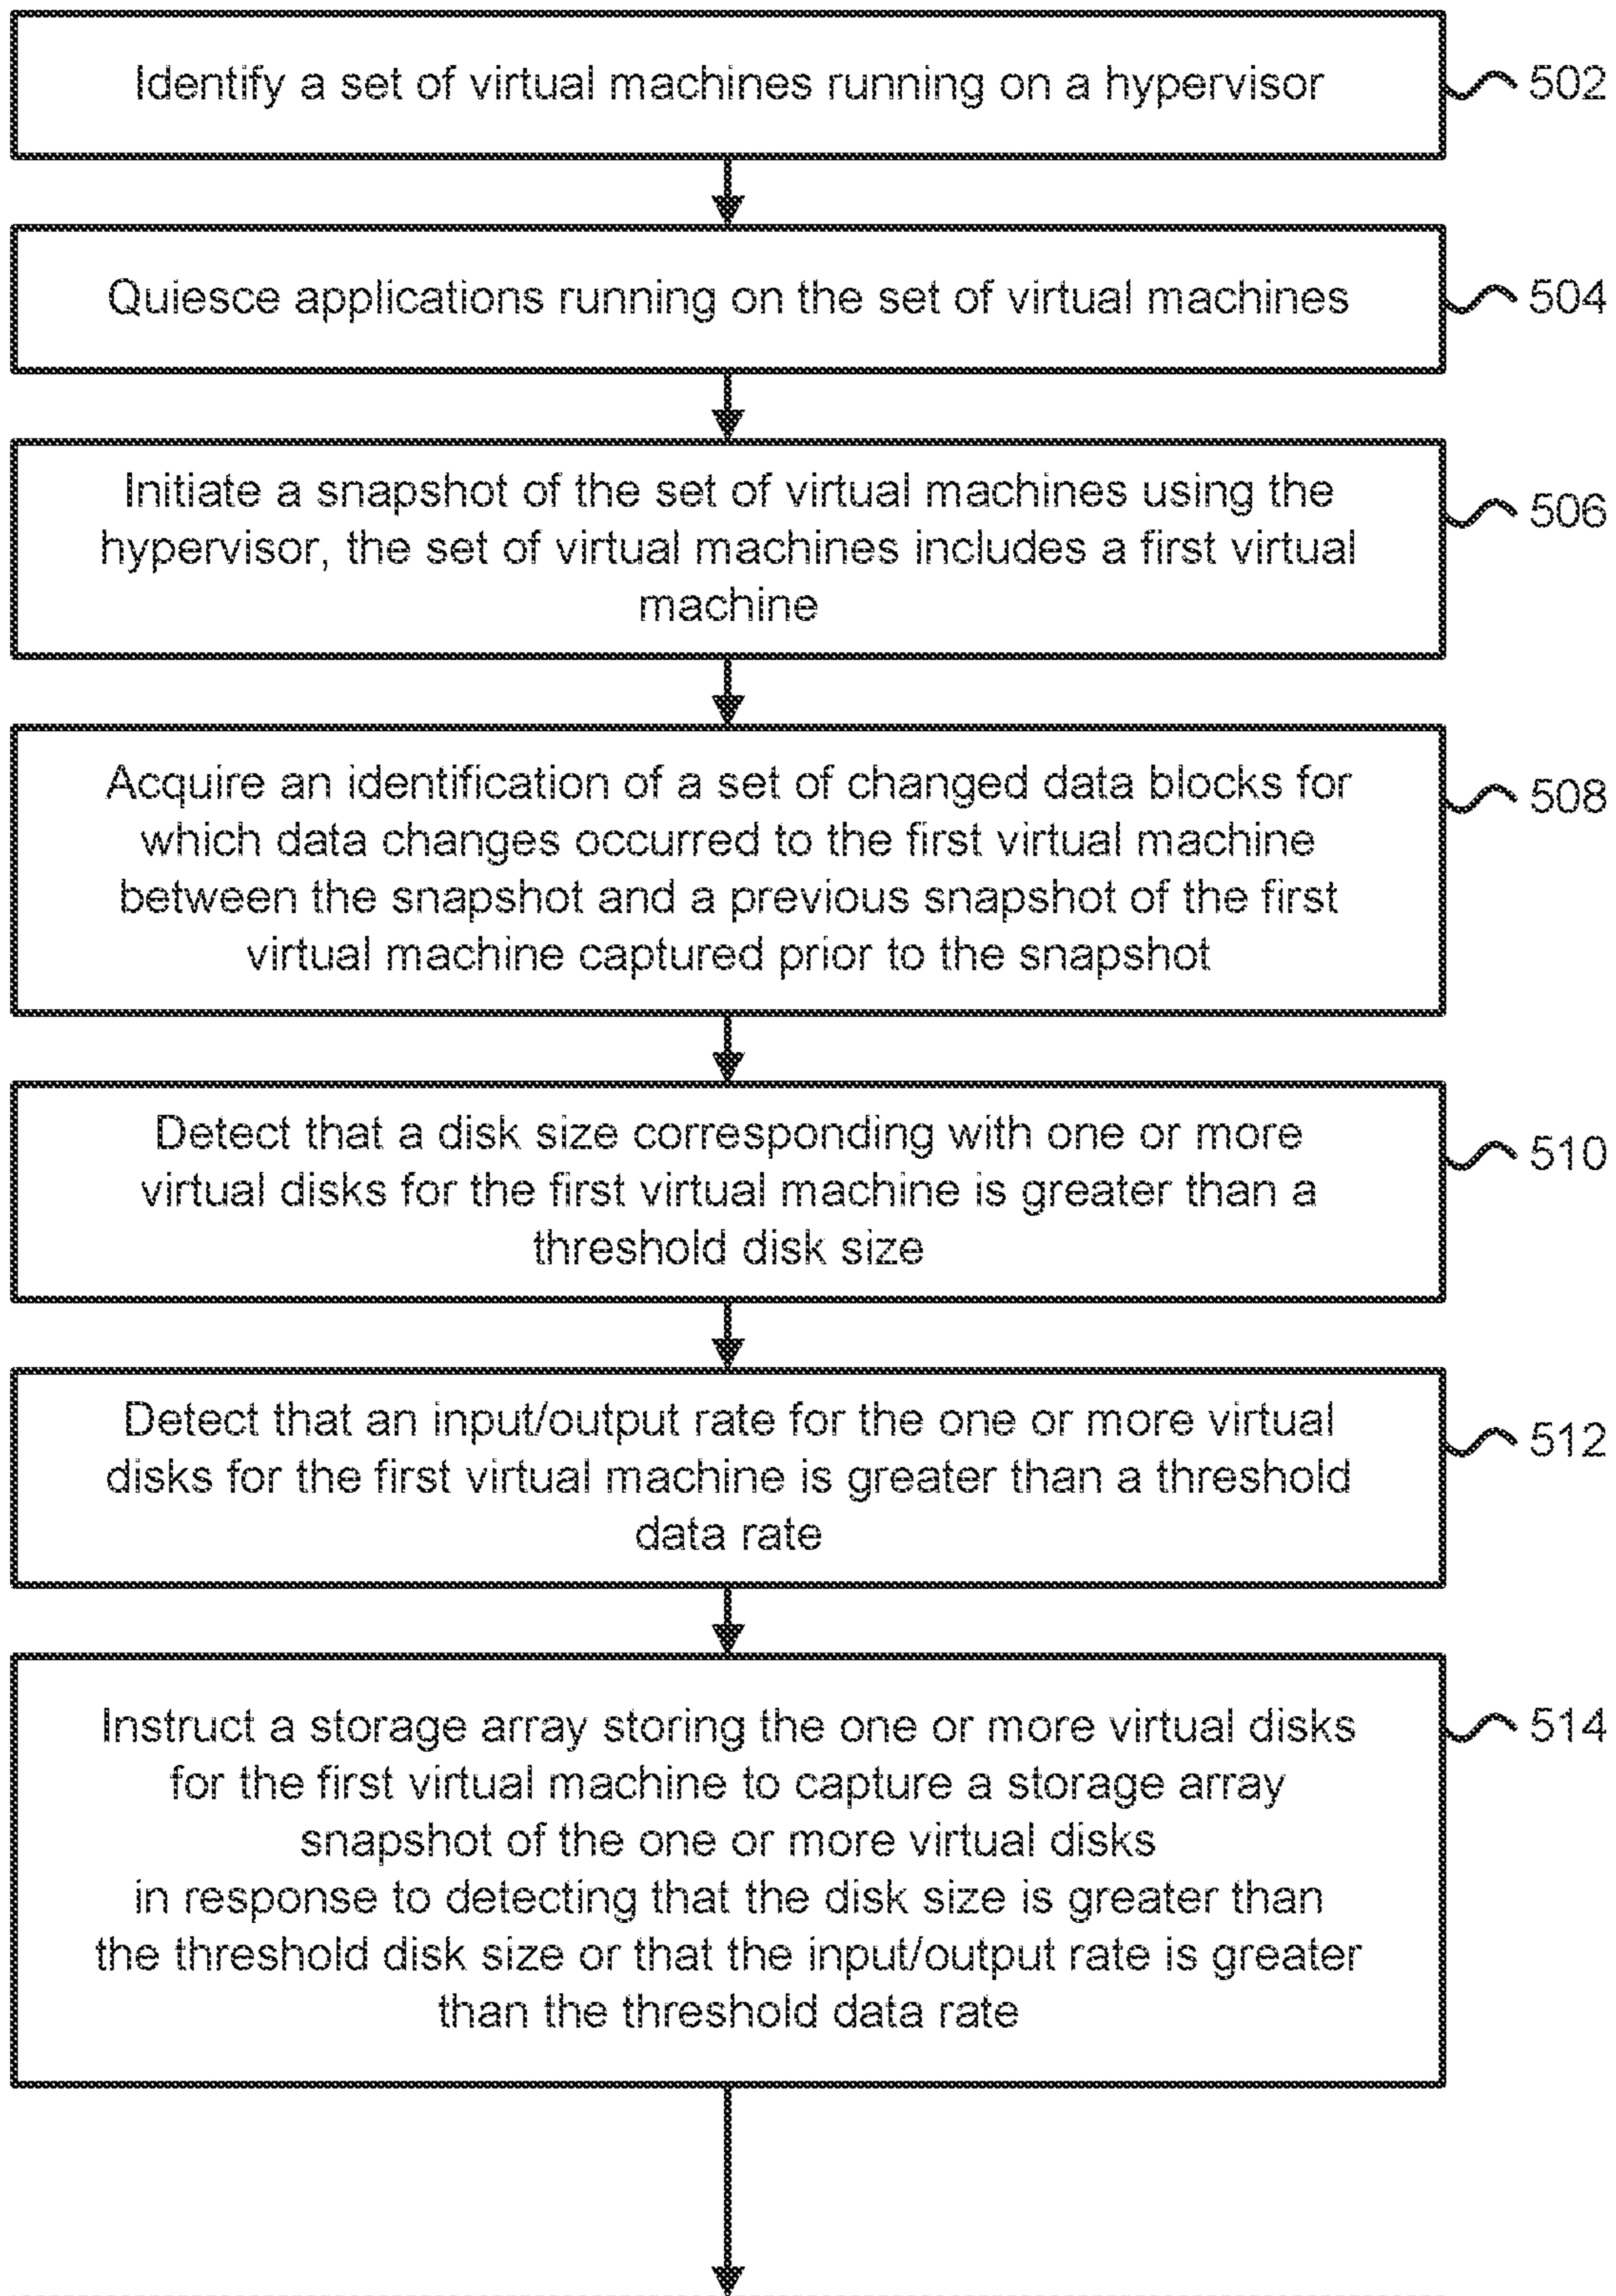 Identify a set of virtual machines running on a hypervisor
502
Quiesce applications running on the set of virtual machines
504
Initiate a snapshot of the set of virtual machines using the
hypervisor, the set of virtual machines includes a first virtual
machine
506
Acquire an identification of a set of changed data blocks for
which data changes occurred to the first virtual machine
between the snapshot and a previous snapshot of the first
virtual machine captured prior to the snapshot
508
Detect that a disk size corresponding with one or more
virtual disks for the first virtual machine is greater than a
threshold disk size
510
Detect that an input/output rate for the one or more virtual
disks for the first virtual machine is greater than a threshold
data rate
512
Instruct a storage array storing the one or more virtual disks
for the first virtual machine to capture a storage array
snapshot of the one or more virtual disks
in response to detecting that the disk size is greater than
the threshold disk size or that the input/output rate is greater
than the threshold data rate
514